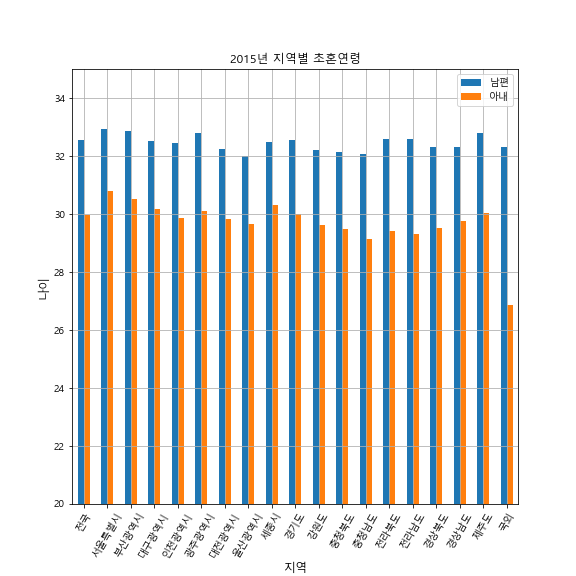 2015년 지역별 초혼연령
남편
아내
34
32
30
28
26
24
22
20
나이
전국
서울특별시
부산광역시
대구광역시
인천광역시
광주광역시
대전광역시
울산광역시
세종시
경기도
강원도
충청북도
충청남도
전라북도
전라남도
경상북도
경상남도
제주도
국외
지역